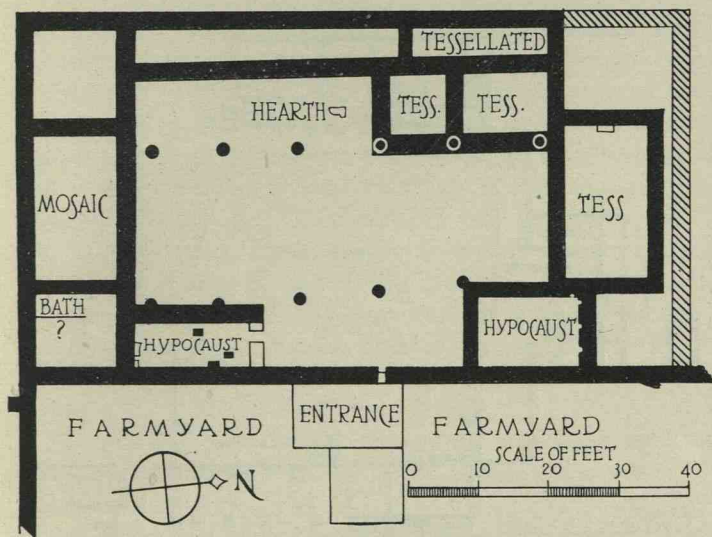 TESSELLATED
HEARTH
TESS.
TESS.
MOSAIC
TESS
BATH
?
HYPOCAUST
HYPOCAUST
ENTRANCE
FARMYARD
FARMYARD
SCALE OF FEET
0 10 20 30 40
N